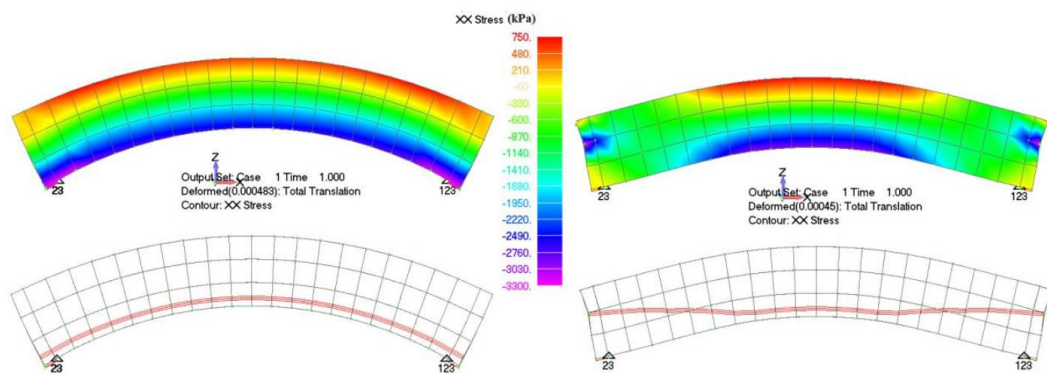 XX Stress (kPa)
750.
480.
210.
-60
-330.
-600.
-870.
-1140.
-1410.
-1680.
-1950.
-2220.
-2490.
-2760.
-3030.
-3300.
23
123
Z
X
Output Set: Case 1 Time 1.000
Deformed(0.000483): Total Translation
Contour: XX Stress
23
123
Z
X
Output Set: Case 1 Time 1.000
Deformed(0.00045): Total Translation
Contour: XX Stress
23
123
23
123